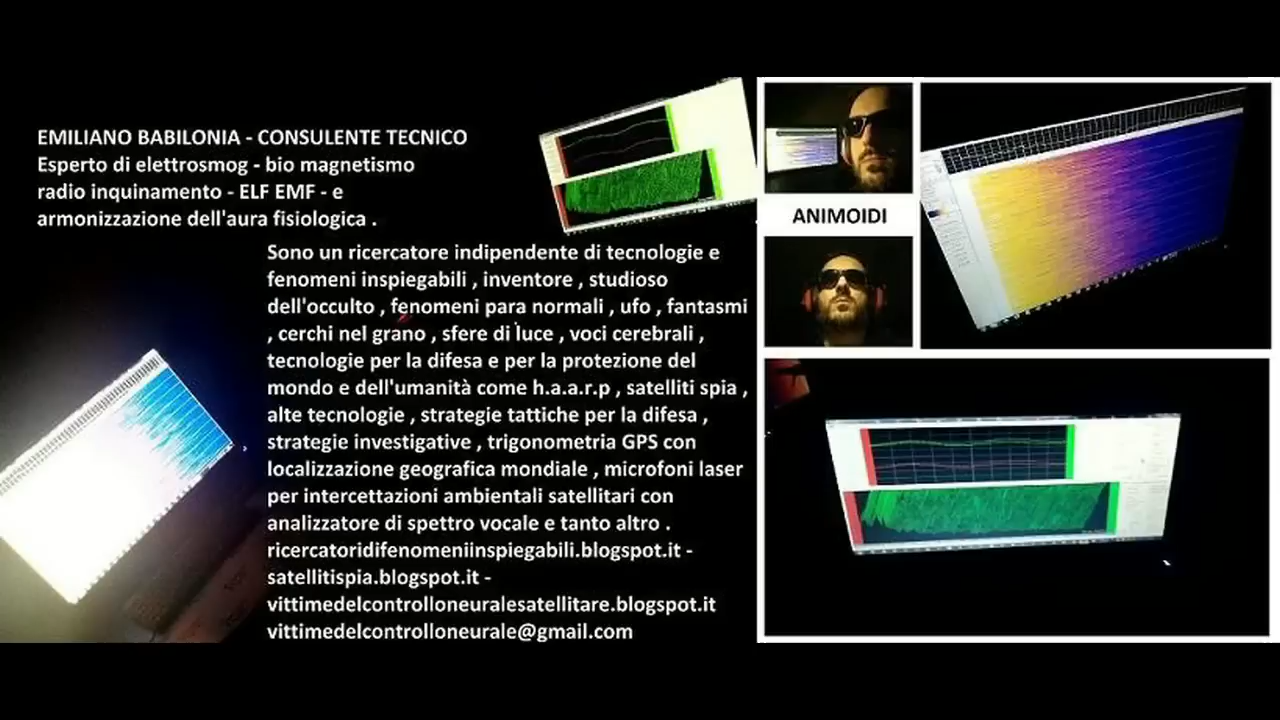 EMILIANO BABILONIA - CONSULENTE TECNICO
Esperto di elettrosmog - bio magnetismo
radio inquinamento - ELF EMF - e
armonizzazione dell'aura fisiologica .
Sono un ricercatore indipendente di tecnologie e
fenomeni inspiegabili , inventore , studioso
dell'occulto , fenomeni para normali , ufo , fantasmi
, cerchi nel grano , sfere di luce , voci cerebrali ,
tecnologie per la difesa e per la protezione del
mondo e dell'umanità come h.a.a.r.p , satelliti spia ,
alte tecnologie , strategie tattiche per la difesa ,
strategie investigative , trigonometria GPS con
localizzazione geografica mondiale , microfoni laser
per intercettazioni ambientali satellitari con
analizzatore di spettro vocale e tanto altro .
ricercatoridifenomeniinspiegabili.blogspot.it -
satellitispia.blogspot.it -
vittimedelcontrolloneuralesatellitare.blogspot.it
vittimedelcontrolloneurale@gmail.com
ANIMOIDI